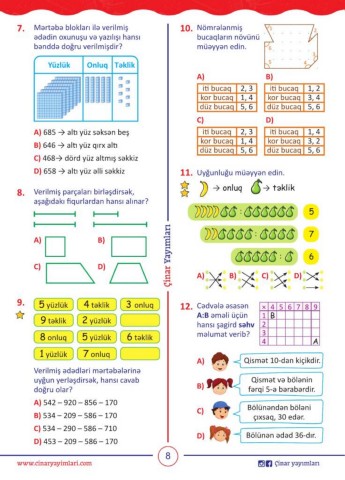 7. Mərtəbə blokları ilə verilmiş
ədədin oxunuşu və yazılışı hansı
bənddə doğru verilmişdir?
Yüzlük Onluq Təklik
A) 685 → altı yüz səksən beş
B) 646 → altı yüz qırx altı
C) 468 → dörd yüz altmış səkkiz
D) 658 → altı yüz əlli səkkiz
8. Verilmiş parçaları birləşdirsək,
aşağıdakı fiqurlardan hansı alınar?
A) B)
C) D)
9. 5 yüzlük 4 təklik 3 onluq
9 təklik 2 yüzlük
8 onluq 5 yüzlük 6 təklik
1 yüzlük 7 onluq
Verilmiş ədədləri mərtəbələrinə
uyğun yerləşdirsək, hansı cavab
doğru olar?
A) 542 – 920 – 856 – 170
B) 534 – 209 – 586 – 170
C) 534 – 290 – 586 – 710
D) 453 – 209 – 586 – 170
www.cinaryayimlari.com
Çinar Yayımları
8
10. Nömrələnmiş
bucaqların növünü
müəyyən edin.
A) B)
iti bucaq 2, 3 iti bucaq 1, 2
kor bucaq 1, 4 kor bucaq 3, 4
düz bucaq 5, 6 düz bucaq 5, 6
C) D)
iti bucaq 2, 3 iti bucaq 1, 3
kor bucaq 1, 4 kor bucaq 2, 4
düz bucaq 5, 6 düz bucaq 5, 6
11. Uyğunluğu müəyyən edin.
→ onluq → təklik
: 5
: 7
: 6
A) B) C) D)
12. Cədvələ əsasən
A:B əməli üçün
hansı şagird səhv
məlumat verib?
× 4 5 6 7 8 9
1 B
2
3
4 A
A) Qismət 10-dan kiçikdir.
B) Qismət və bölənin
fərqi 5-ə bərabərdir.
C) Bölünəndən böləni
çıxsaq, 30 edər.
D) Bölünən ədəd 36-dır.
Çinar yayımları